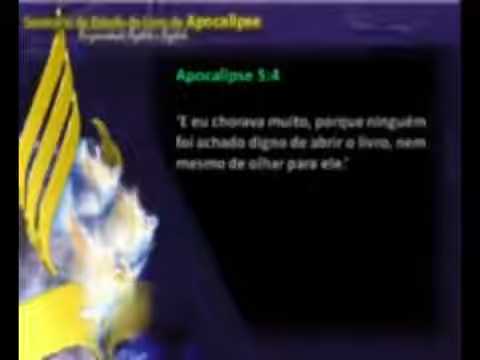 Seminário de Estudo do Livro de Apocalipse
Apocalipse 5:4
'E eu chorava muito, porque ninguém
foi achado digno de abrir o livro, nem
mesmo de olhar para ele.'